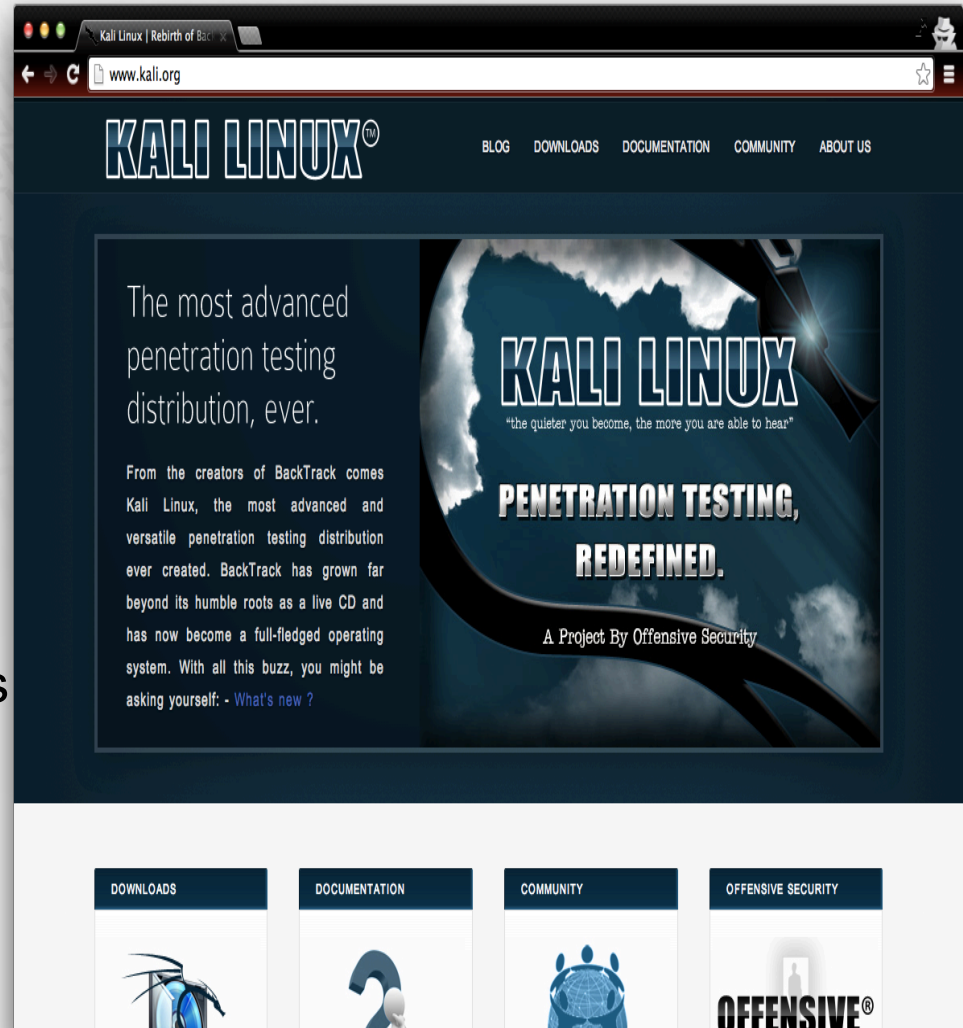 Kali Linux | Rebirth of Bac
www.kali.org
KALI LINUX™
BLOG DOWNLOADS DOCUMENTATION COMMUNITY ABOUT US
The most advanced
penetration testing
distribution, ever.
From the creators of BackTrack comes
Kali Linux, the most advanced and
versatile penetration testing distribution
ever created. BackTrack has grown far
beyond its humble roots as a live CD and
has now become a full-fledged operating
system. With all this buzz, you might be
asking yourself: - What's new ?
KALI LINUX
"the quieter you become, the more you are able to hear"
PENETRATION TESTING,
REDEFINED.
A Project By Offensive Security
s
DOWNLOADS DOCUMENTATION COMMUNITY OFFENSIVE SECURITY
OFFENSIVE®